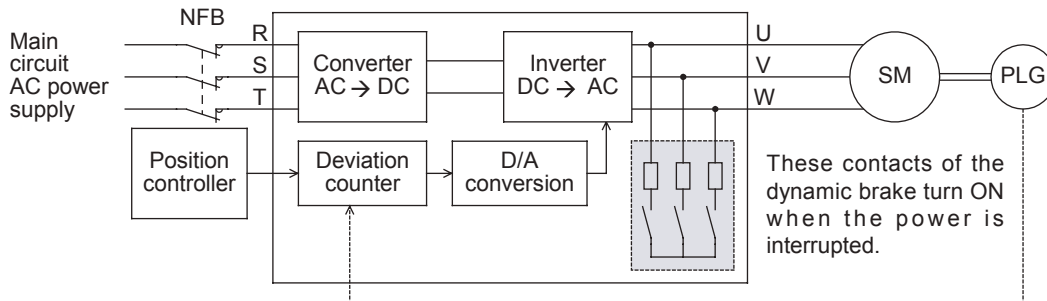 NFB
Main
circuit
AC power
supply
R
S
T
Converter
AC → DC
Inverter
DC → AC
U
V
W
SM
PLG
Position
controller
Deviation
counter
D/A
conversion
These contacts of the
dynamic brake turn ON
when the power is
interrupted.